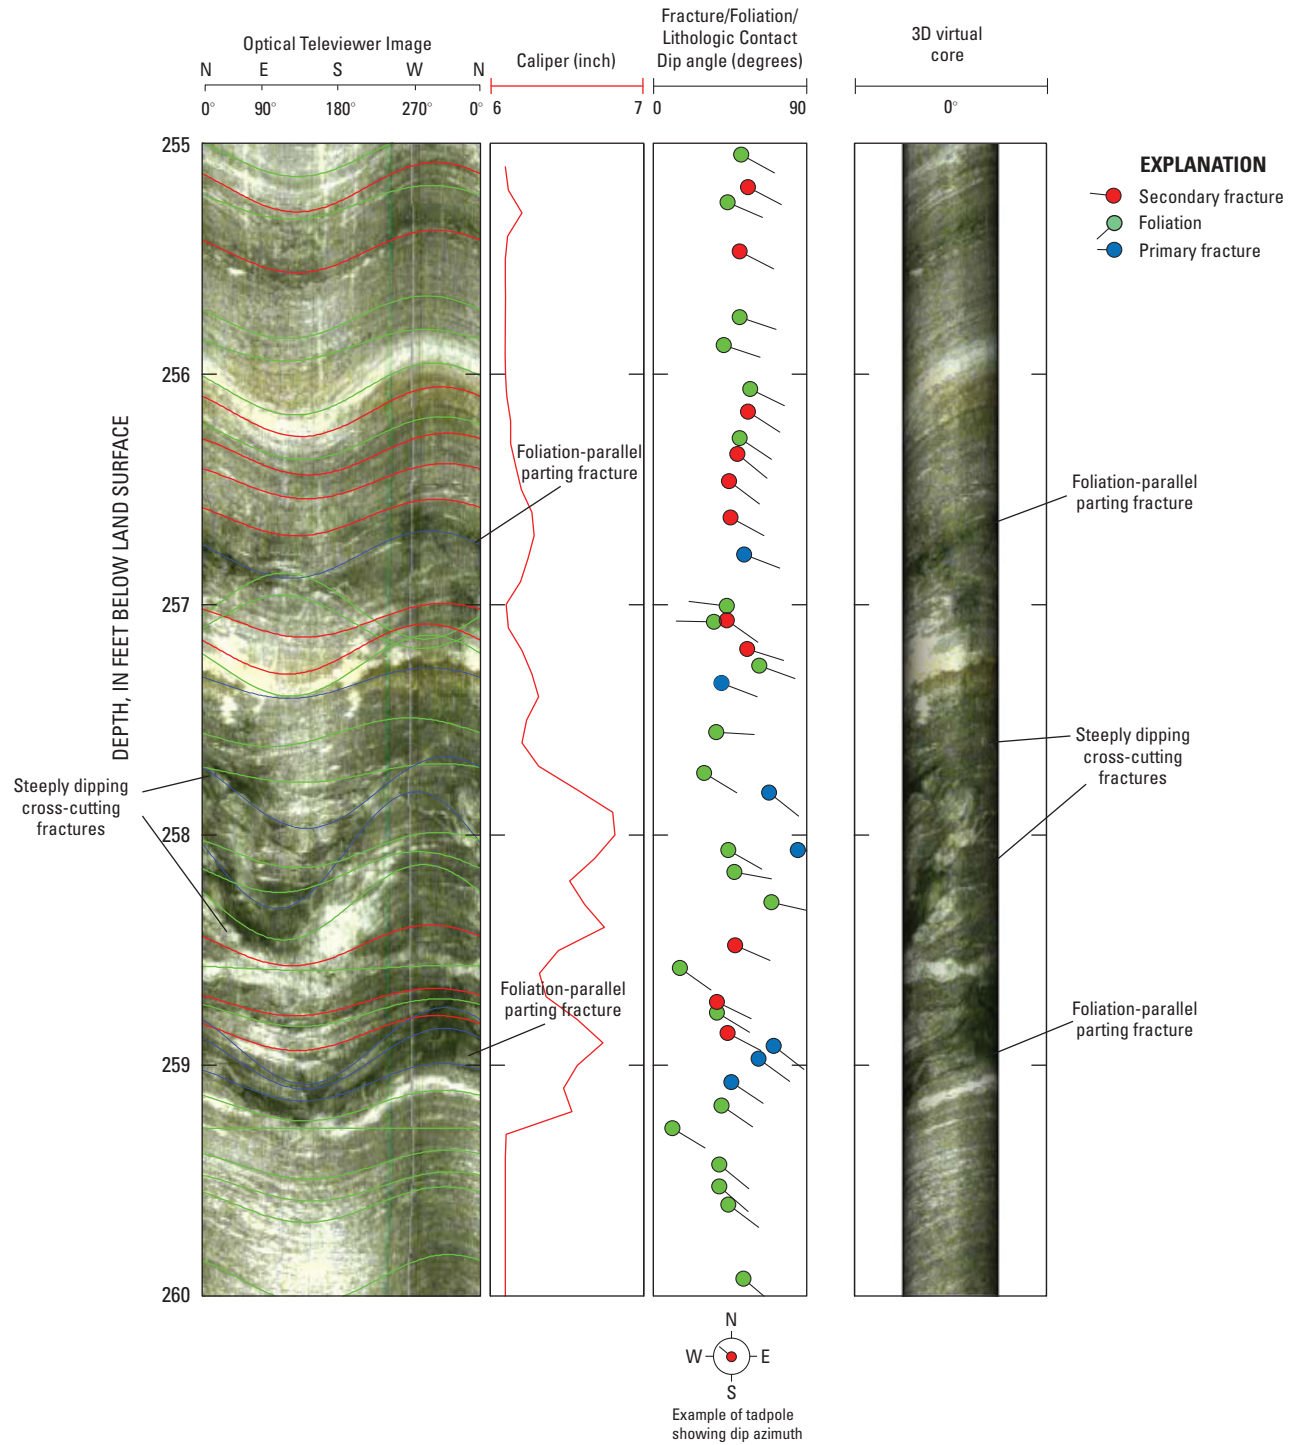 Optical Televiewer Image
N E S W N
0° 90° 180° 270° 0°
Caliper (inch)
6 7
Fracture/Foliation/
Lithologic Contact
Dip angle (degrees)
0 90
3D virtual
core
0°
EXPLANATION
Secondary fracture
Foliation
Primary fracture
DEPTH, IN FEET BELOW LAND SURFACE
255
256
257
258
259
260
Foliation-parallel
parting fracture
Foliation-parallel
parting fracture
Steeply dipping
cross-cutting
fractures
Steeply dipping
cross-cutting
fractures
Foliation-parallel
parting fracture
Foliation-parallel
parting fracture
N
W E
S
Example of tadpole
showing dip azimuth